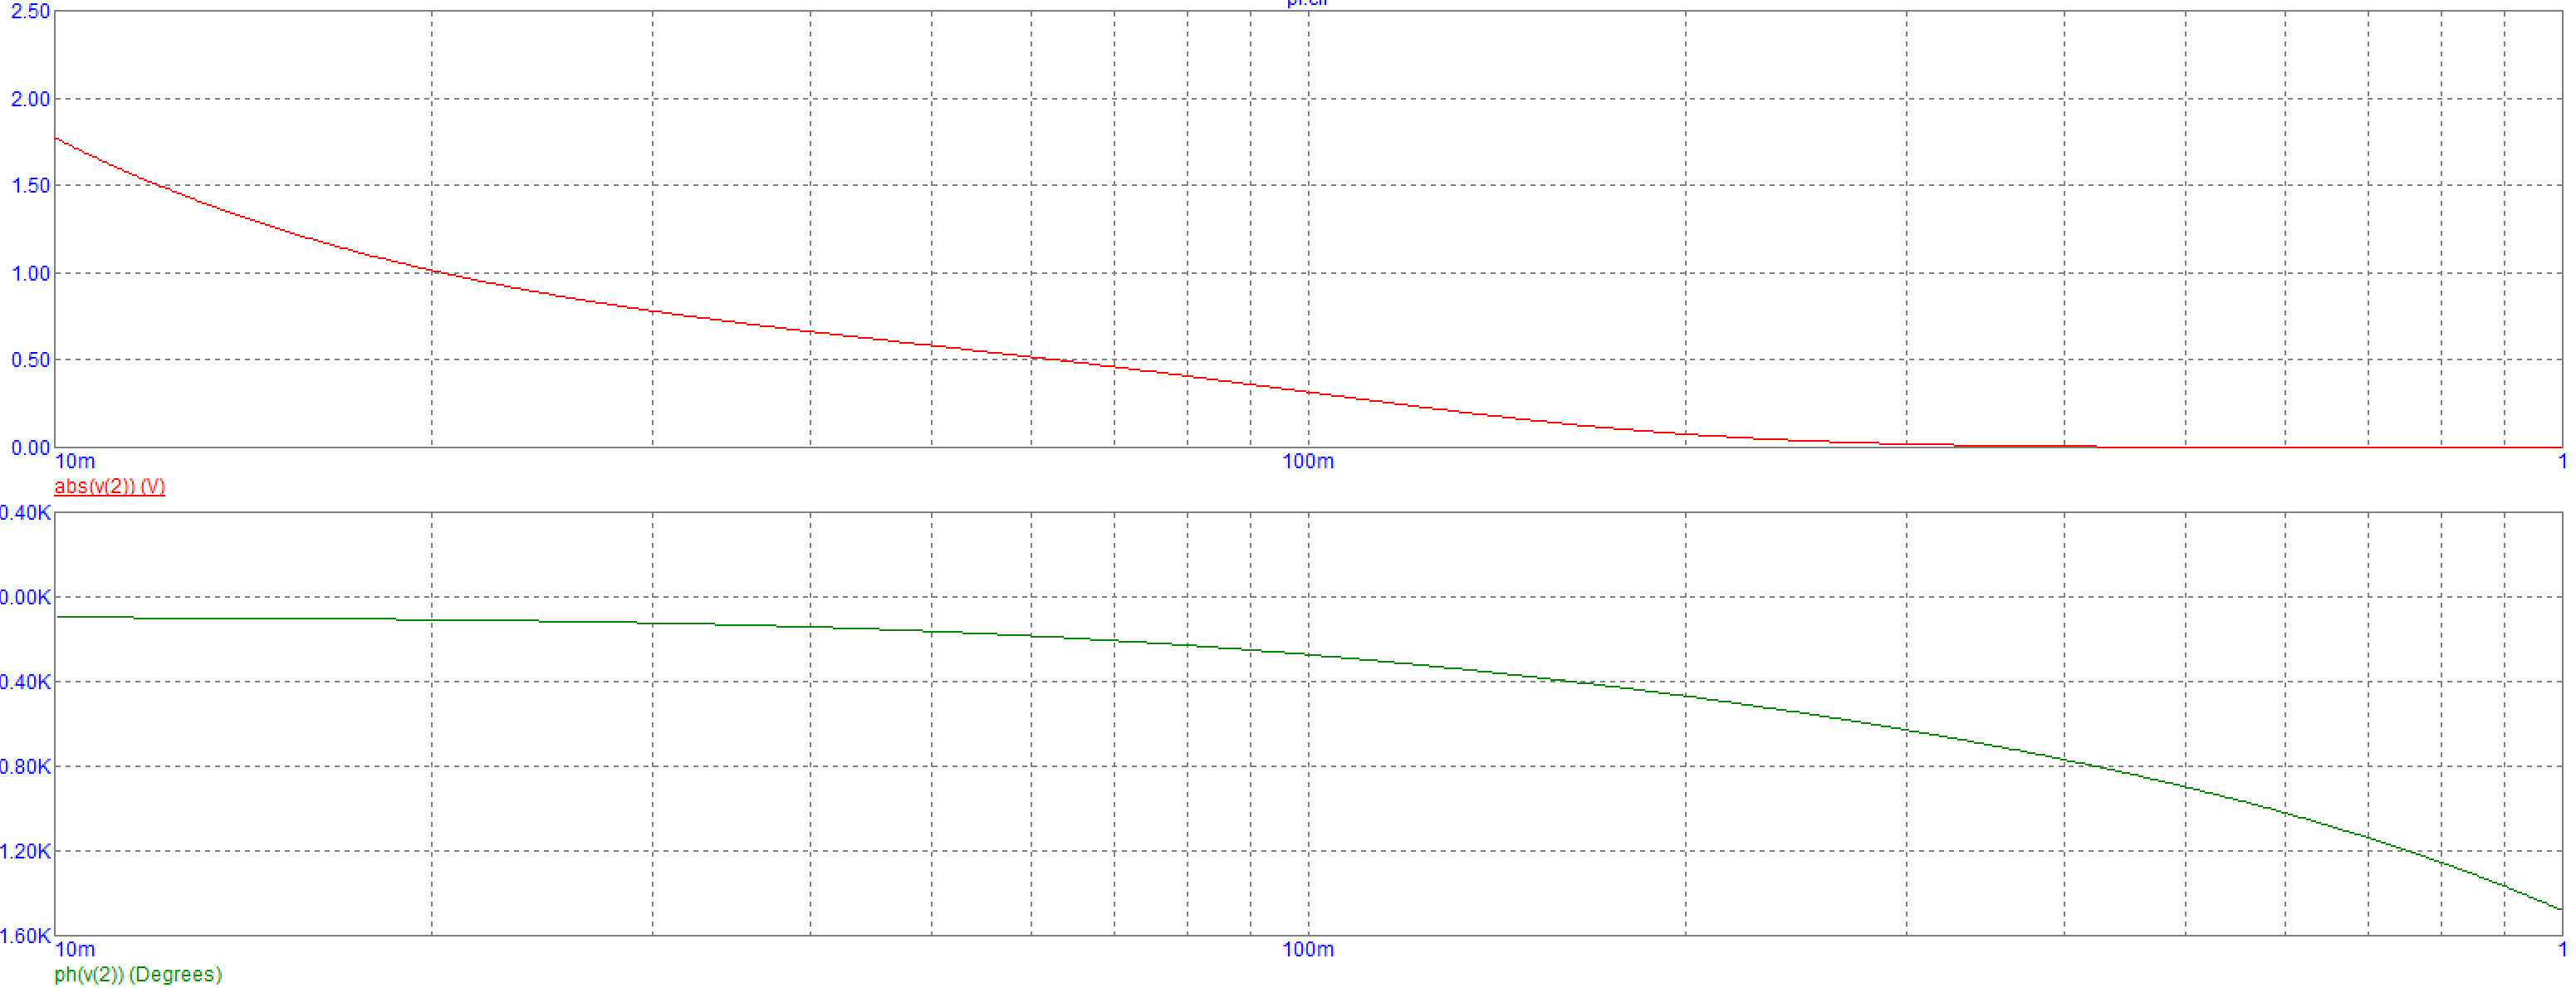 2.50
2.00
1.50
1.00
0.50
0.00
10m 100m 1
abs(v(2)) (V)
0.40K
0.00K
0.40K
0.80K
1.20K
1.60K
10m 100m 1
ph(v(2)) (Degrees)